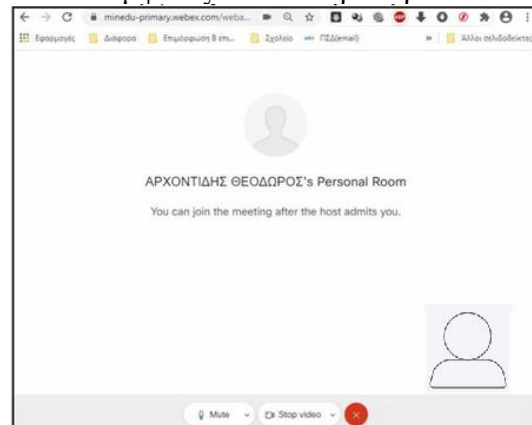 minedu-primary.webex.com/weba...
Εφαρμογές Διάφορα Επιμόρφωση Β επι... Σχολείο ΠΣΔ(email) » Άλλοι σελιδοδείκτες
ΑΡΧΟΝΤΙΔΗΣ ΘΕΟΔΩΡΟΣ's Personal Room
You can join the meeting after the host admits you.
Mute Stop video